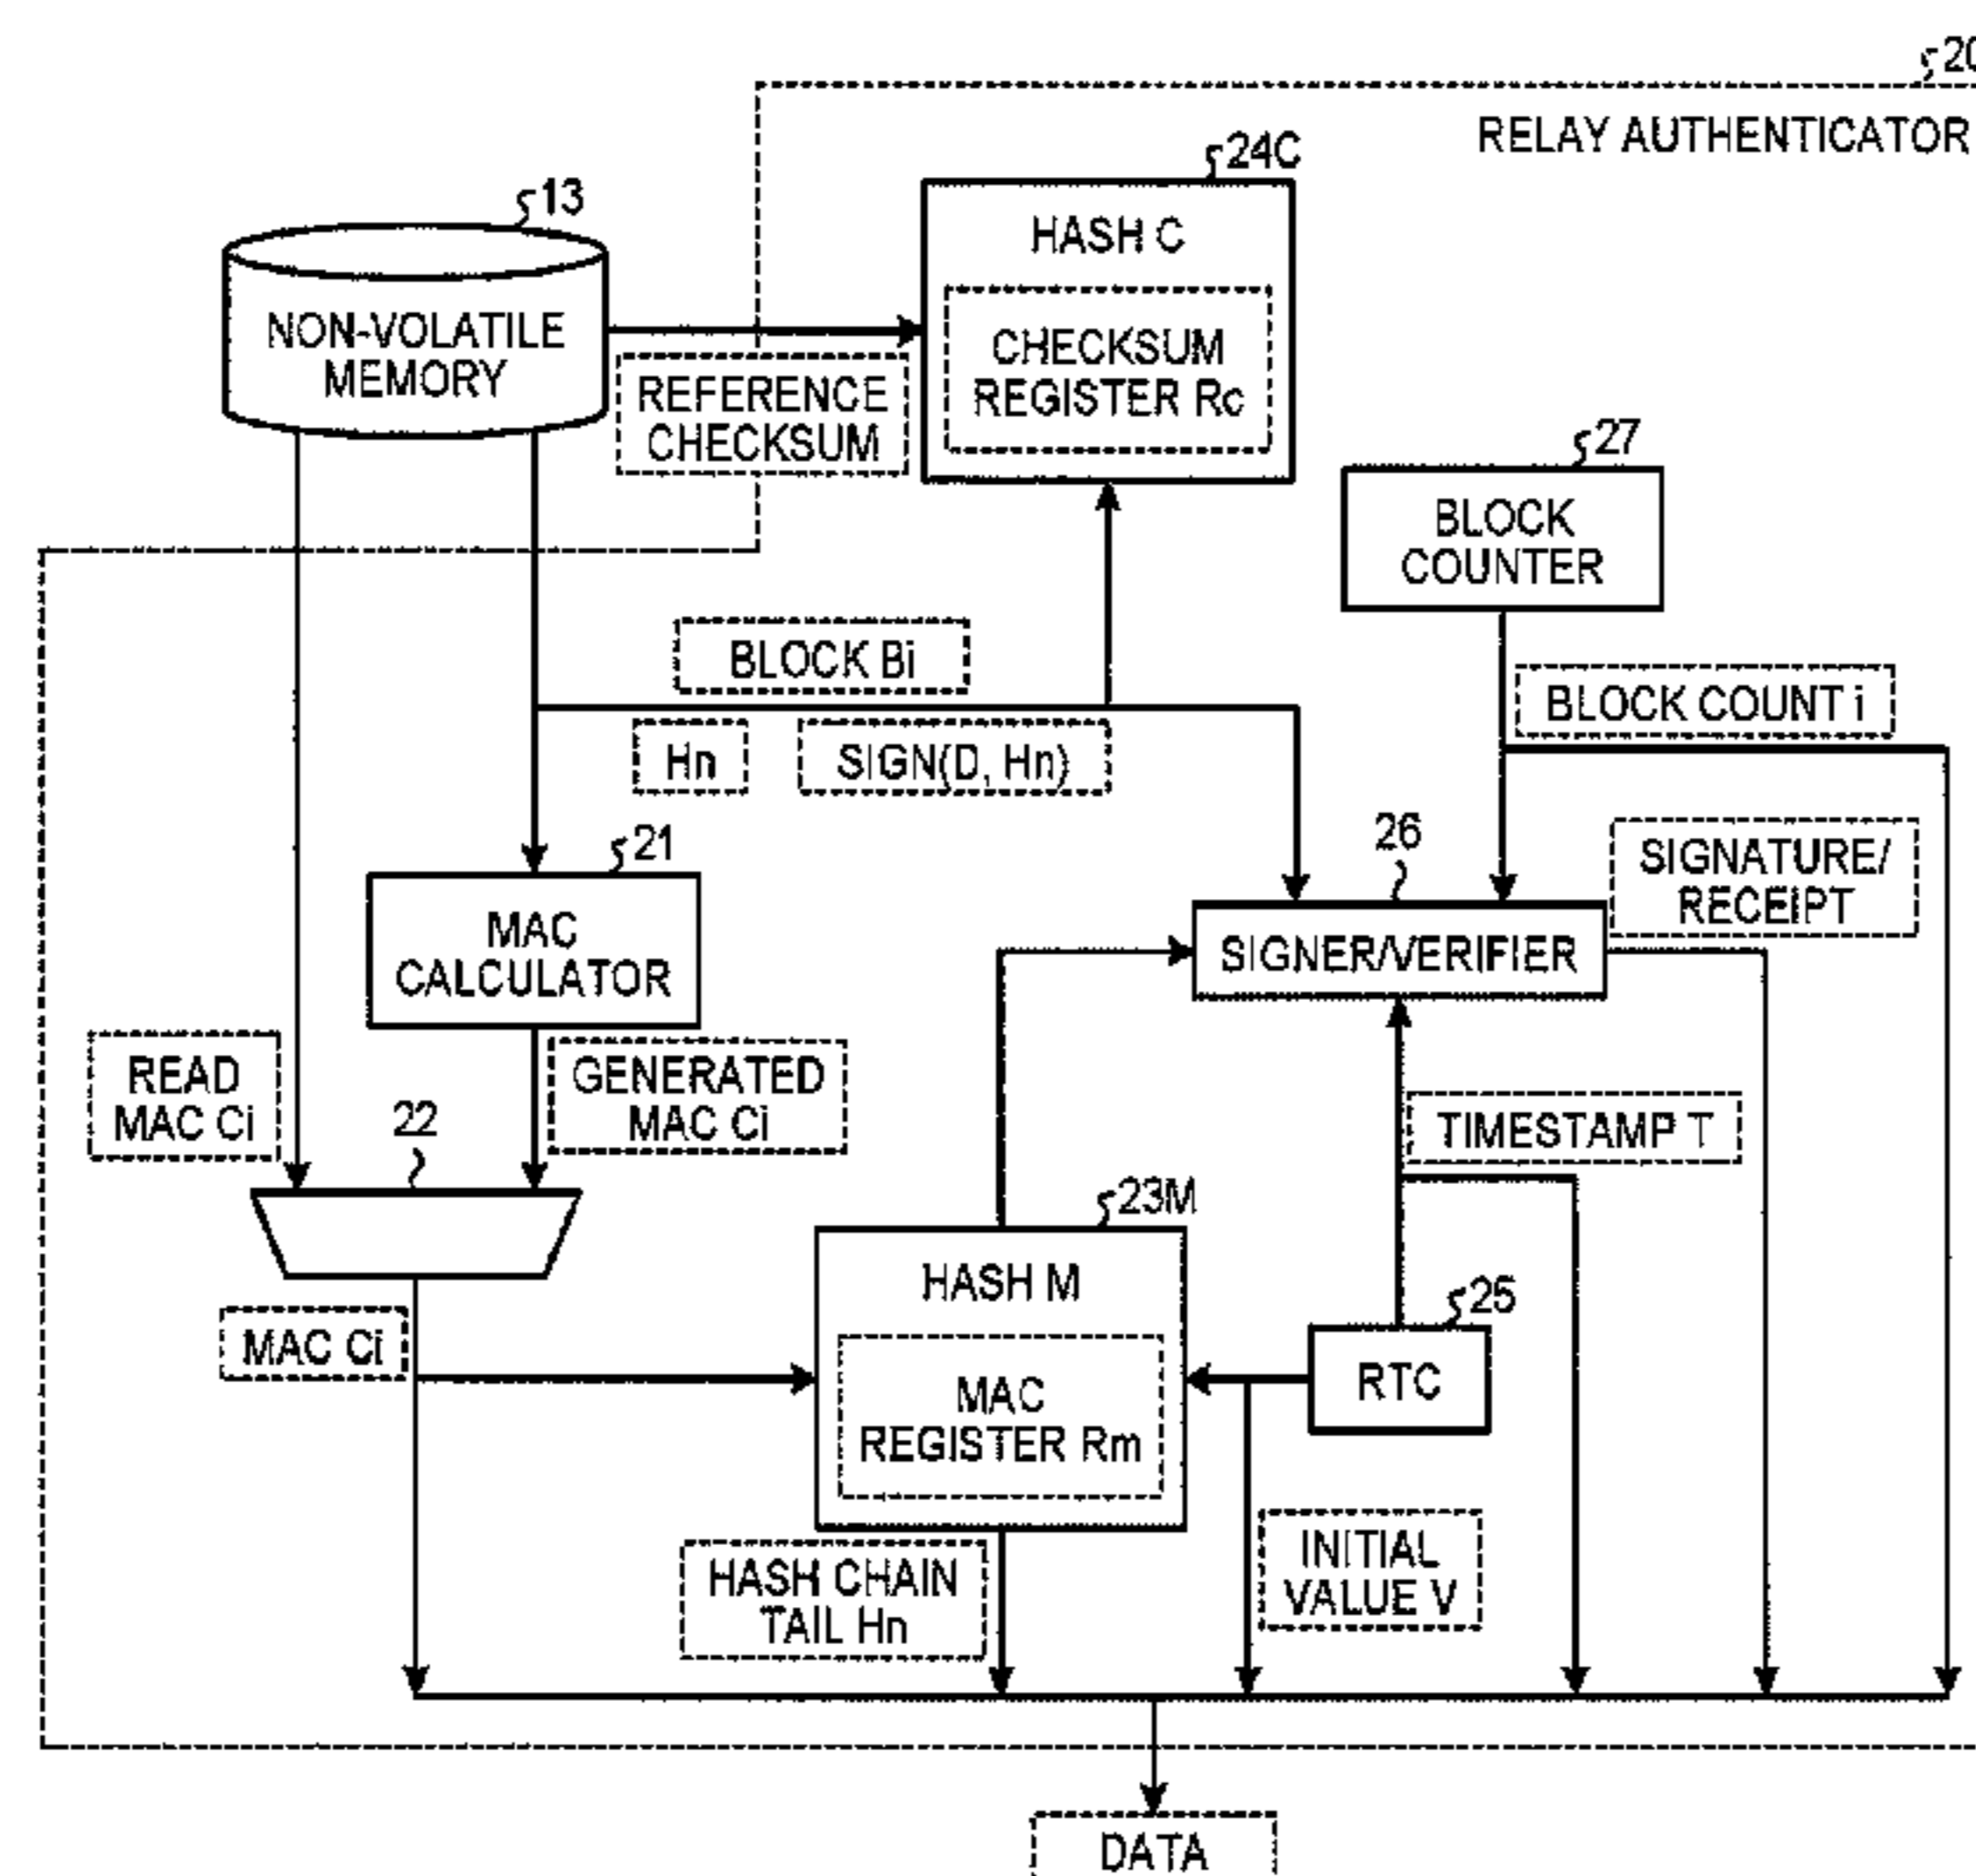 20
RELAY AUTHENTICATOR
24C
HASH C
CHECKSUM
REGISTER Rc
13
NON-VOLATILE
MEMORY
REFERENCE
CHECKSUM
27
BLOCK
COUNTER
BLOCK Bi
BLOCK COUNT i
Hn
SIGN(D, Hn)
21
MAC
CALCULATOR
26
SIGNER/VERIFIER
SIGNATURE/
RECEIPT
READ
MAC Ci
GENERATED
MAC Ci
22
TIMESTAMP T
23M
HASH M
MAC
REGISTER Rm
25
RTC
MAC Ci
HASH CHAIN
TAIL Hn
INITIAL
VALUE V
DATA